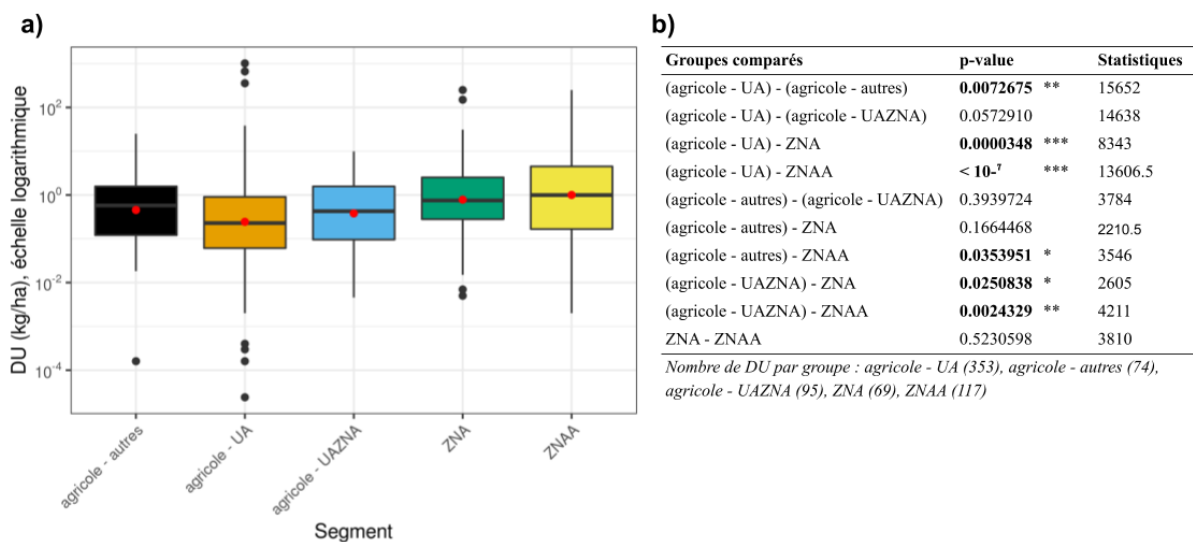 a)
DU (kg/ha), échelle logarithmique
10²
10⁰
10⁻²
10⁻⁴
agricole - autres
agricole - UA
agricole - UAZNA
ZNA
ZNAA
Segment
b)
Groupes comparés p-value Statistiques
(agricole - UA) - (agricole - autres) 0.0072675 ** 15652
(agricole - UA) - (agricole - UAZNA) 0.0572910 14638
(agricole - UA) - ZNA 0.0000348 *** 8343
(agricole - UA) - ZNAA < 10-⁷ *** 13606.5
(agricole - autres) - (agricole - UAZNA) 0.3939724 3784
(agricole - autres) - ZNA 0.1664468 2210.5
(agricole - autres) - ZNAA 0.0353951 * 3546
(agricole - UAZNA) - ZNA 0.0250838 * 2605
(agricole - UAZNA) - ZNAA 0.0024329 ** 4211
ZNA - ZNAA 0.5230598 3810
Nombre de DU par groupe : agricole - UA (353), agricole - autres (74),
agricole - UAZNA (95), ZNA (69), ZNAA (117)